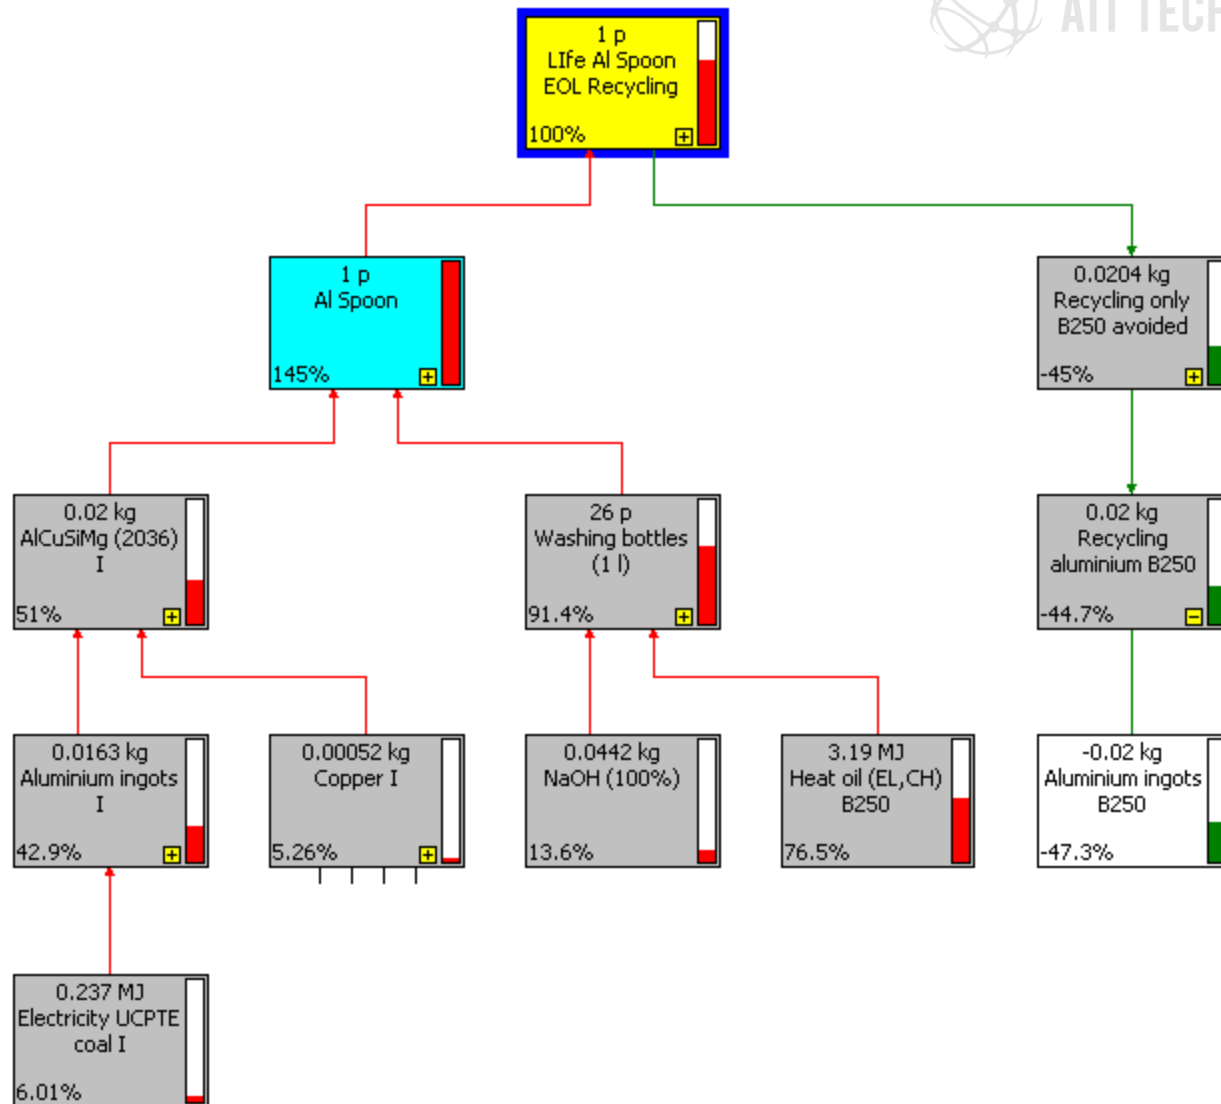 AIT TECH
1 p
LIfe Al Spoon
EOL Recycling
100%
1 p
Al Spoon
145%
0.0204 kg
Recycling only
B250 avoided
-45%
0.02 kg
AlCuSiMg (2036)
I
51%
26 p
Washing bottles
(1 l)
91.4%
0.02 kg
Recycling
aluminium B250
-44.7%
0.0163 kg
Aluminium ingots
I
42.9%
0.00052 kg
Copper I
5.26%
0.0442 kg
NaOH (100%)
13.6%
3.19 MJ
Heat oil (EL,CH)
B250
76.5%
-0.02 kg
Aluminium ingots
B250
-47.3%
0.237 MJ
Electricity UCPTE
coal I
6.01%